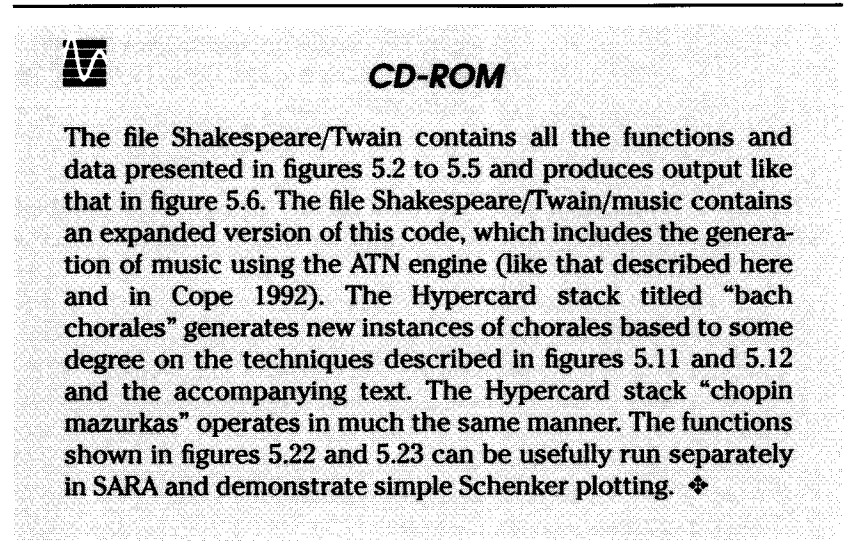 CD-ROM
The file Shakespeare/Twain contains all the functions and
data presented in figures 5.2 to 5.5 and produces output like
that in figure 5.6. The file Shakespeare/Twain/music contains
an expanded version of this code, which includes the genera-
tion of music using the ATN engine (like that described here
and in Cope 1992). The Hypercard stack titled “bach
chorales” generates new instances of chorales based to some
degree on the techniques described in figures 5.11 and 5.12
and the accompanying text. The Hypercard stack “chopin
mazurkas” operates in much the same manner. The functions
shown in figures 5.22 and 5.23 can be usefully run separately
in SARA and demonstrate simple Schenker plotting. ❖